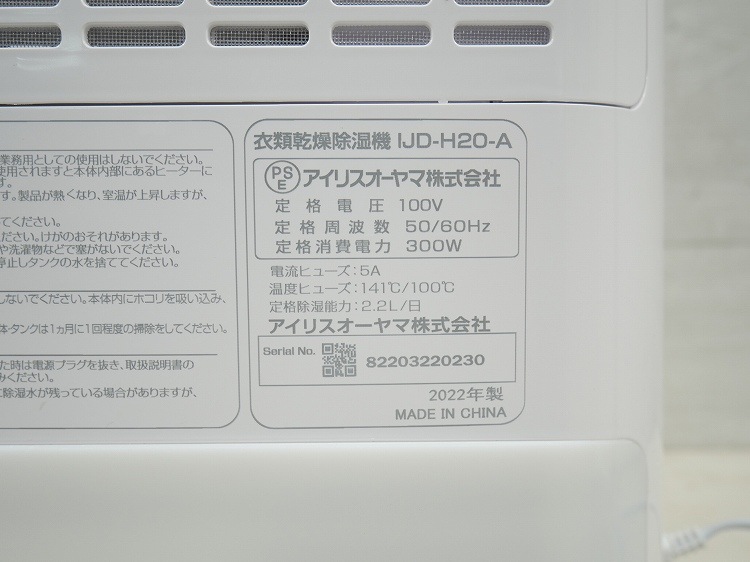 業務用としての使用はしないでください。
使用されますと本体内部にあるヒーターに
す。
す。製品が熱くなり、室温が上昇しますが、
てください。
ださい。けがのおそれがあります。
や洗濯物などで塞がないでください。
停止しタンクの水を捨ててください。
しないでください。本体内にホコリを吸い込み、
体・タンクは1ヵ月に1回程度の掃除をしてください。
た時は電源プラグを抜き、取扱説明書の
みください。
に除湿水が残っている場合がありますが、
衣類乾燥除湿機 IJD-H20-A
PSE アイリスオーヤマ株式会社
定格電圧 100V
定格周波数 50/60Hz
定格消費電力 300W
電流ヒューズ:5A
温度ヒューズ:141℃/100℃
定格除湿能力:2.2L/日
アイリスオーヤマ株式会社
Serial No. 82203220230
2022年製
MADE IN CHINA